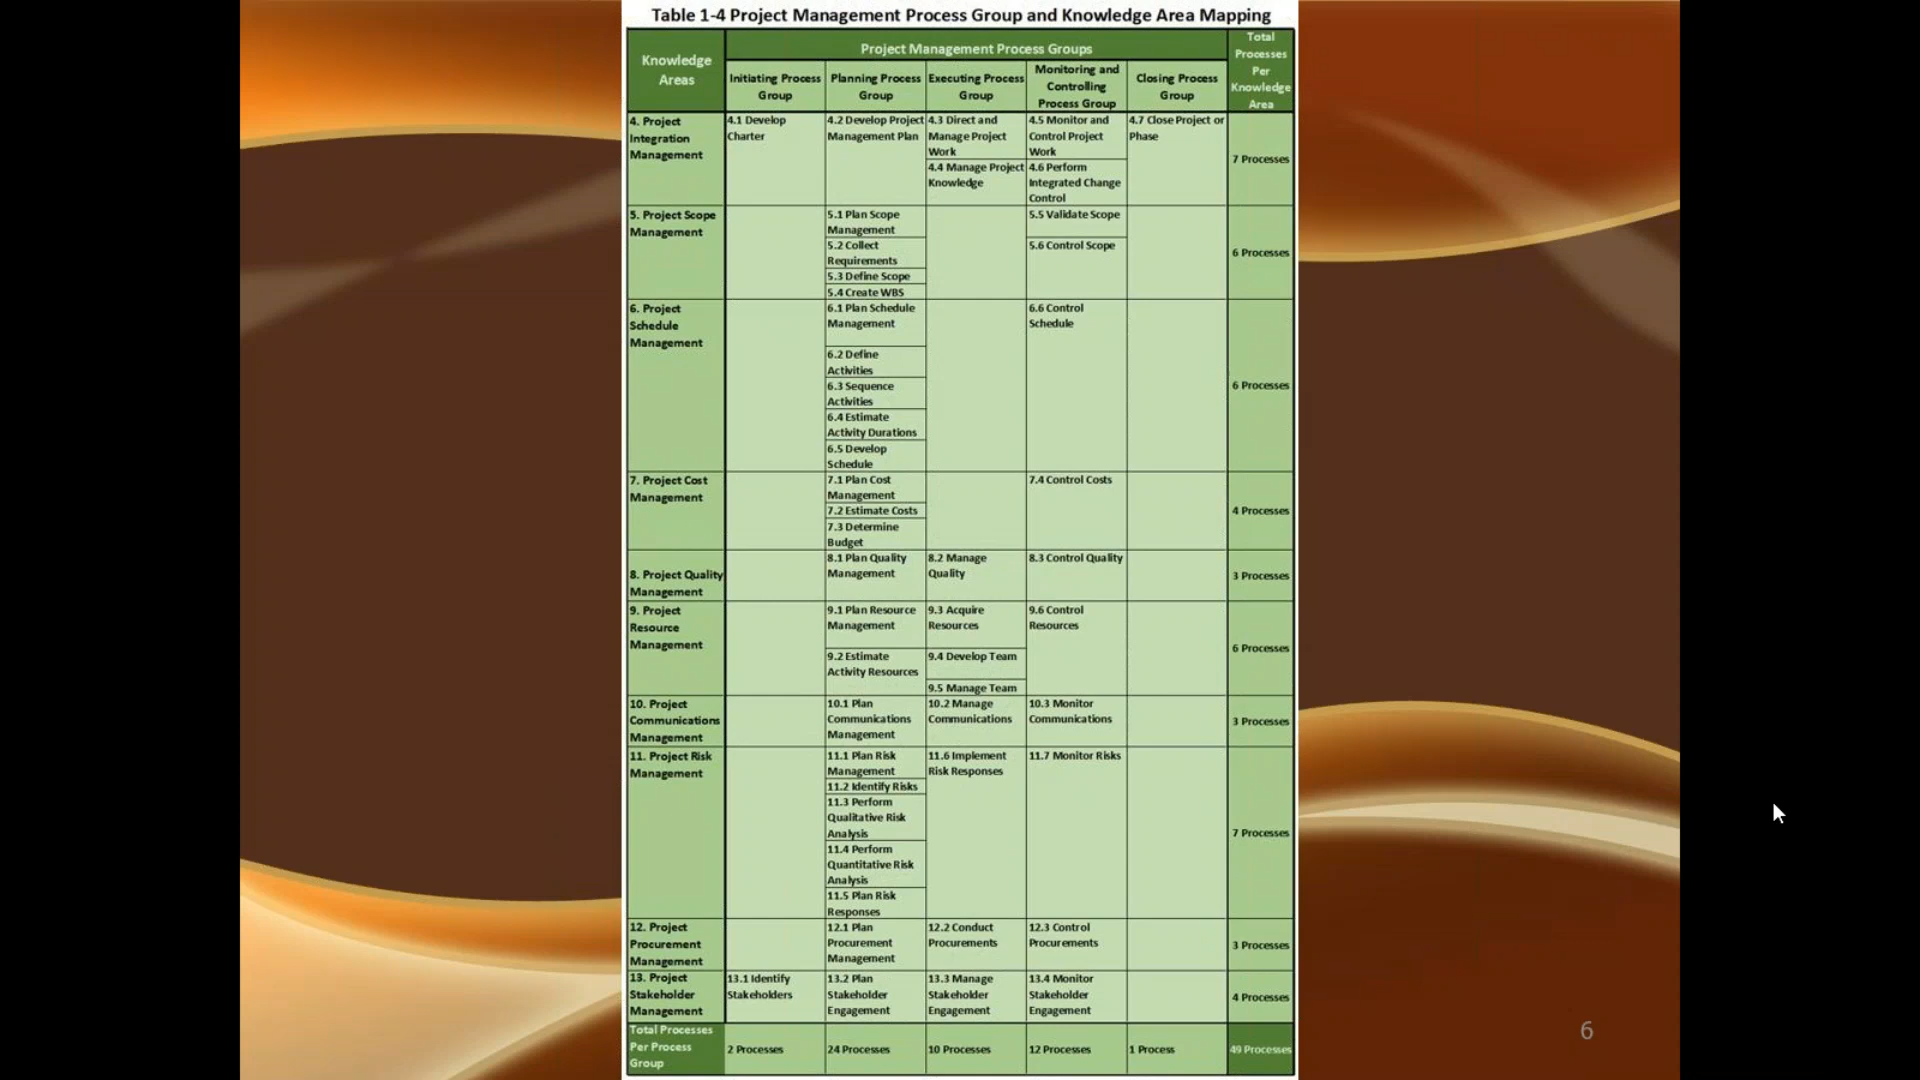 Table 1-4 Project Management Process Group and Knowledge Area Mapping
Knowledge
Areas
Project Management Process Groups
Total
Processes
Per
Knowledge
Area
Initiating Process
Group
Planning Process
Group
Executing Process
Group
Monitoring and
Controlling
Process Group
Closing Process
Group
4. Project
Integration
Management
4.1 Develop
Charter
4.2 Develop Project
Management Plan
4.3 Direct and
Manage Project
Work
4.4 Manage Project
Knowledge
4.5 Monitor and
Control Project
Work
4.6 Perform
Integrated Change
Control
4.7 Close Project or
Phase
7 Processes
5. Project Scope
Management
5.1 Plan Scope
Management
5.2 Collect
Requirements
5.3 Define Scope
5.4 Create WBS
5.5 Validate Scope
5.6 Control Scope
6 Processes
6. Project
Schedule
Management
6.1 Plan Schedule
Management
6.2 Define
Activities
6.3 Sequence
Activities
6.4 Estimate
Activity Durations
6.5 Develop
Schedule
6.6 Control
Schedule
6 Processes
7. Project Cost
Management
7.1 Plan Cost
Management
7.2 Estimate Costs
7.3 Determine
Budget
7.4 Control Costs
4 Processes
8. Project Quality
Management
8.1 Plan Quality
Management
8.2 Manage
Quality
8.3 Control Quality
3 Processes
9. Project
Resource
Management
9.1 Plan Resource
Management
9.2 Estimate
Activity Resources
9.3 Acquire
Resources
9.4 Develop Team
9.5 Manage Team
9.6 Control
Resources
6 Processes
10. Project
Communications
Management
10.1 Plan
Communications
Management
10.2 Manage
Communications
10.3 Monitor
Communications
3 Processes
11. Project Risk
Management
11.1 Plan Risk
Management
11.2 Identify Risks
11.3 Perform
Qualitative Risk
Analysis
11.4 Perform
Quantitative Risk
Analysis
11.5 Plan Risk
Responses
11.6 Implement
Risk Responses
11.7 Monitor Risks
7 Processes
12. Project
Procurement
Management
12.1 Plan
Procurement
Management
12.2 Conduct
Procurements
12.3 Control
Procurements
3 Processes
13. Project
Stakeholder
Management
13.1 Identify
Stakeholders
13.2 Plan
Stakeholder
Engagement
13.3 Manage
Stakeholder
Engagement
13.4 Monitor
Stakeholder
Engagement
4 Processes
Total Processes
Per Process
Group
2 Processes
24 Processes
10 Processes
12 Processes
1 Process
49 Processes
6